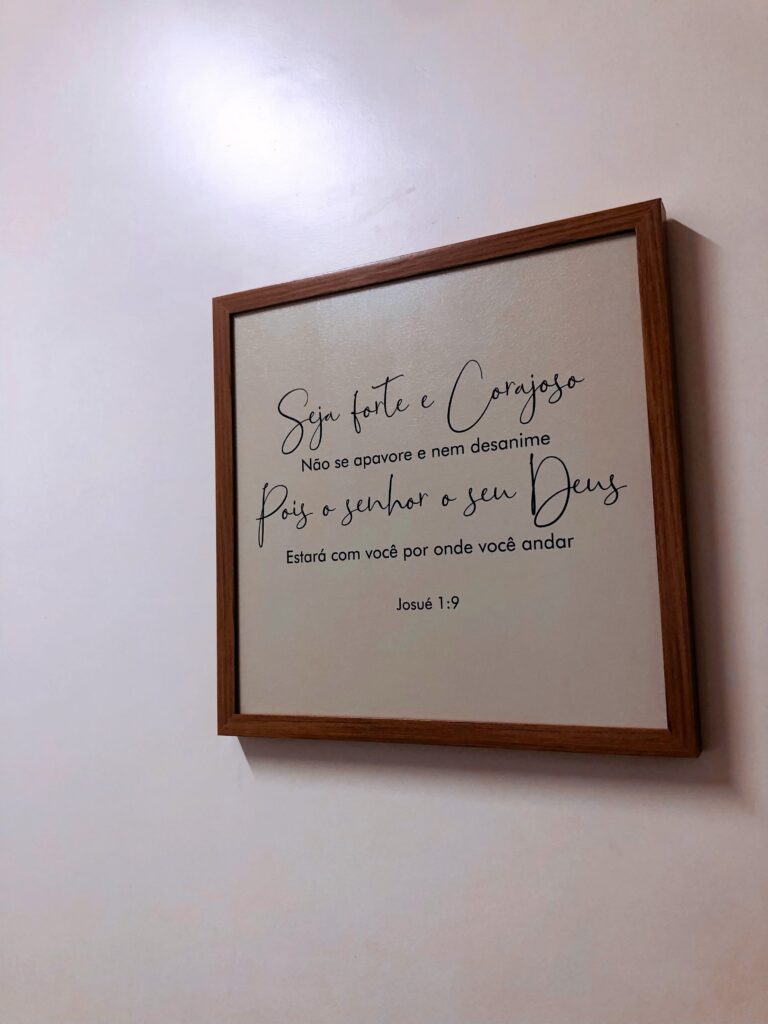 Seja forte e Corajoso
Não se apavore e nem desanime
Pois o senhor o seu Deus
Estará com você por onde você andar
Josué 1:9